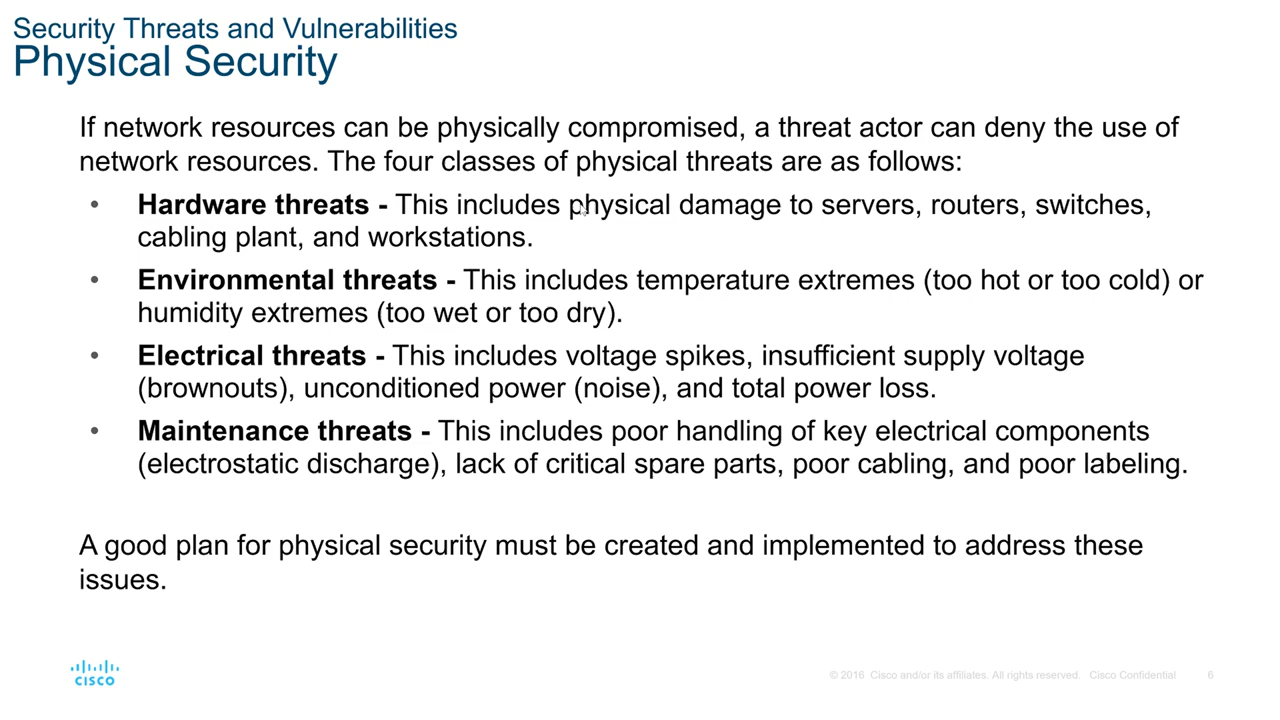 Security Threats and Vulnerabilities
Physical Security
If network resources can be physically compromised, a threat actor can deny the use of
network resources. The four classes of physical threats are as follows:
• Hardware threats - This includes physical damage to servers, routers, switches,
cabling plant, and workstations.
• Environmental threats - This includes temperature extremes (too hot or too cold) or
humidity extremes (too wet or too dry).
• Electrical threats - This includes voltage spikes, insufficient supply voltage
(brownouts), unconditioned power (noise), and total power loss.
• Maintenance threats - This includes poor handling of key electrical components
(electrostatic discharge), lack of critical spare parts, poor cabling, and poor labeling.
A good plan for physical security must be created and implemented to address these
issues.
CISCO
© 2016 Cisco and/or its affiliates. All rights reserved. Cisco Confidential 6